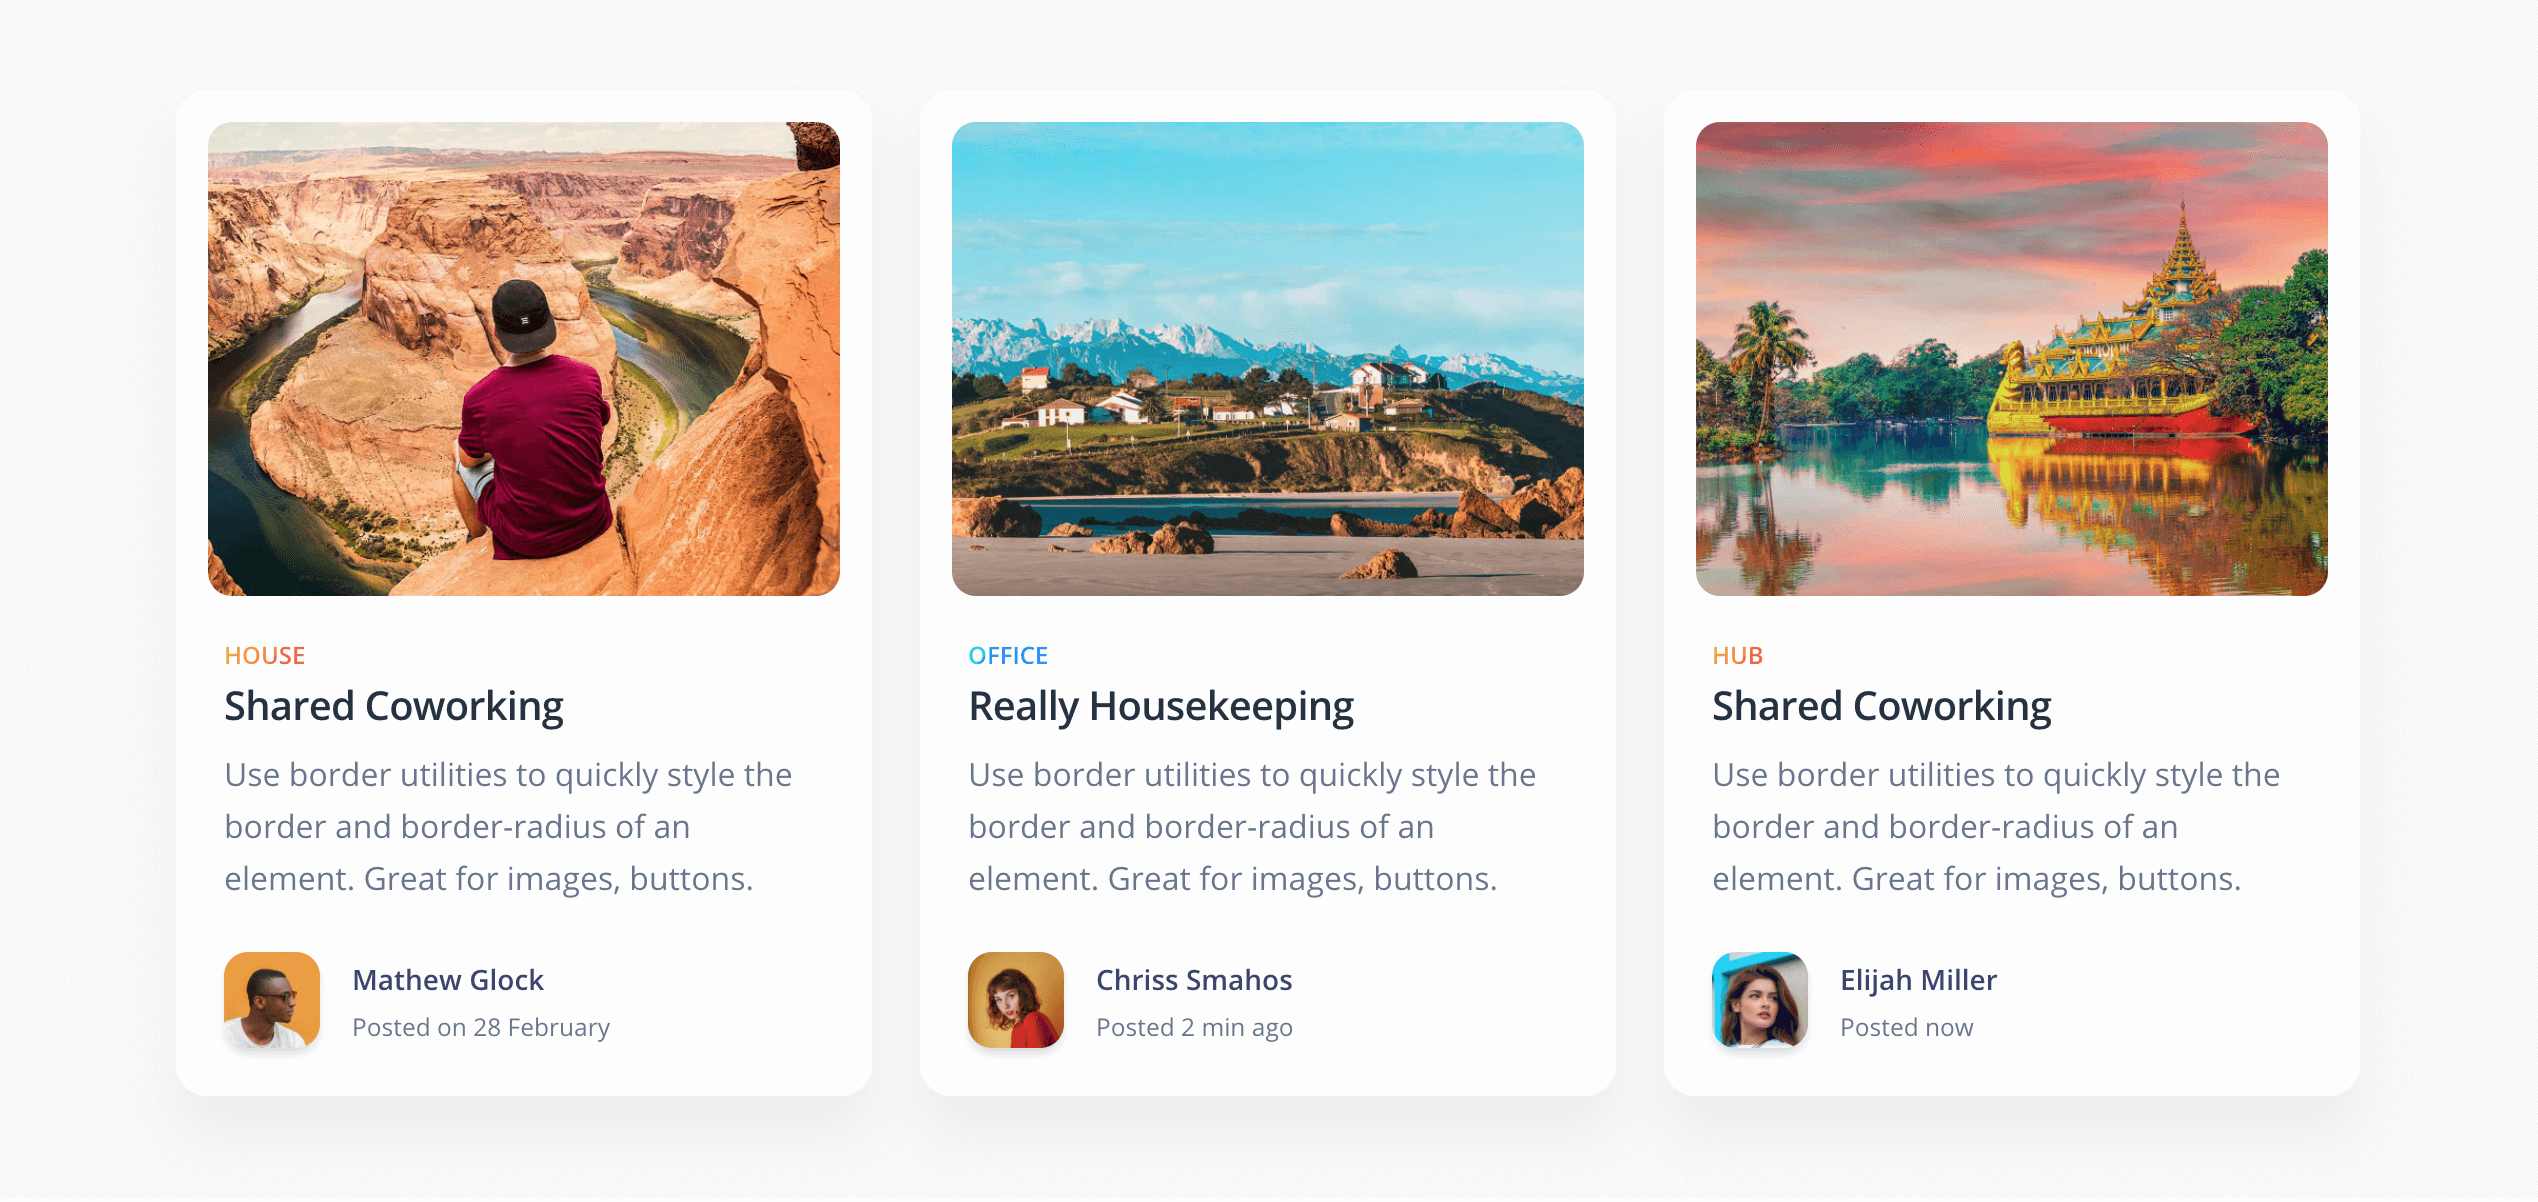 HOUSE
Shared Coworking
Use border utilities to quickly style the
border and border-radius of an
element. Great for images, buttons.
Mathew Glock
Posted on 28 February
OFFICE
Really Housekeeping
Use border utilities to quickly style the
border and border-radius of an
element. Great for images, buttons.
Chriss Smahos
Posted 2 min ago
HUB
Shared Coworking
Use border utilities to quickly style the
border and border-radius of an
element. Great for images, buttons.
Elijah Miller
Posted now